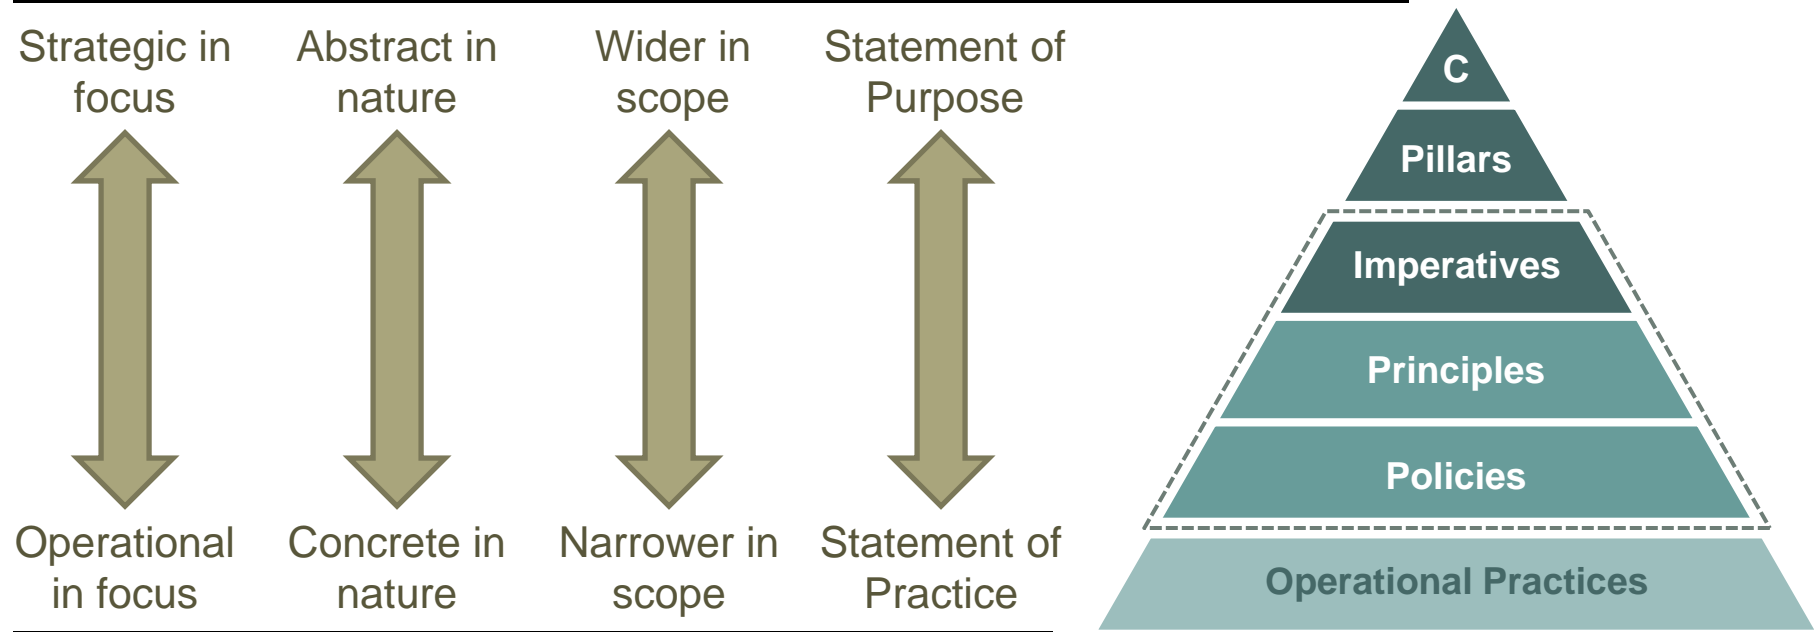 Strategic in
focus
Abstract in
nature
Wider in
scope
Statement of
Purpose
Operational
in focus
Concrete in
nature
Narrower in
scope
Statement of
Practice
C
Pillars
Imperatives
Principles
Policies
Operational Practices